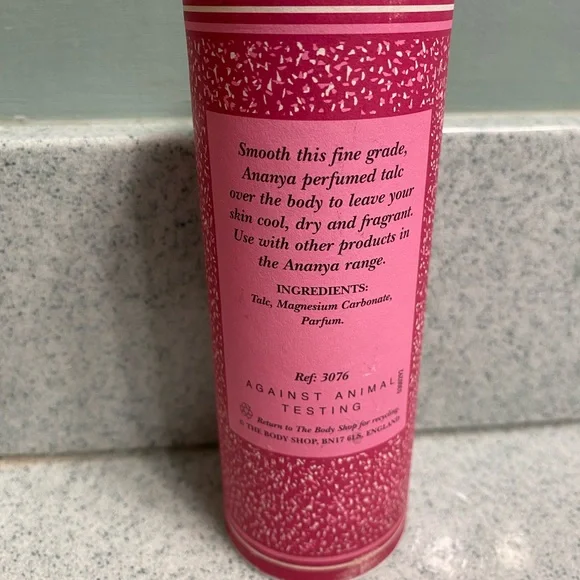 Smooth this fine grade,
Ananya perfumed talc
over the body to leave your
skin cool, dry and fragrant.
Use with other products in
the Ananya range.
INGREDIENTS:
Talc, Magnesium Carbonate,
Parfum.
Ref: 3076
AGAINST ANIMAL
TESTING
Return to The Body Shop for recycling
© THE BODY SHOP, BN17 6LS, ENGLAND